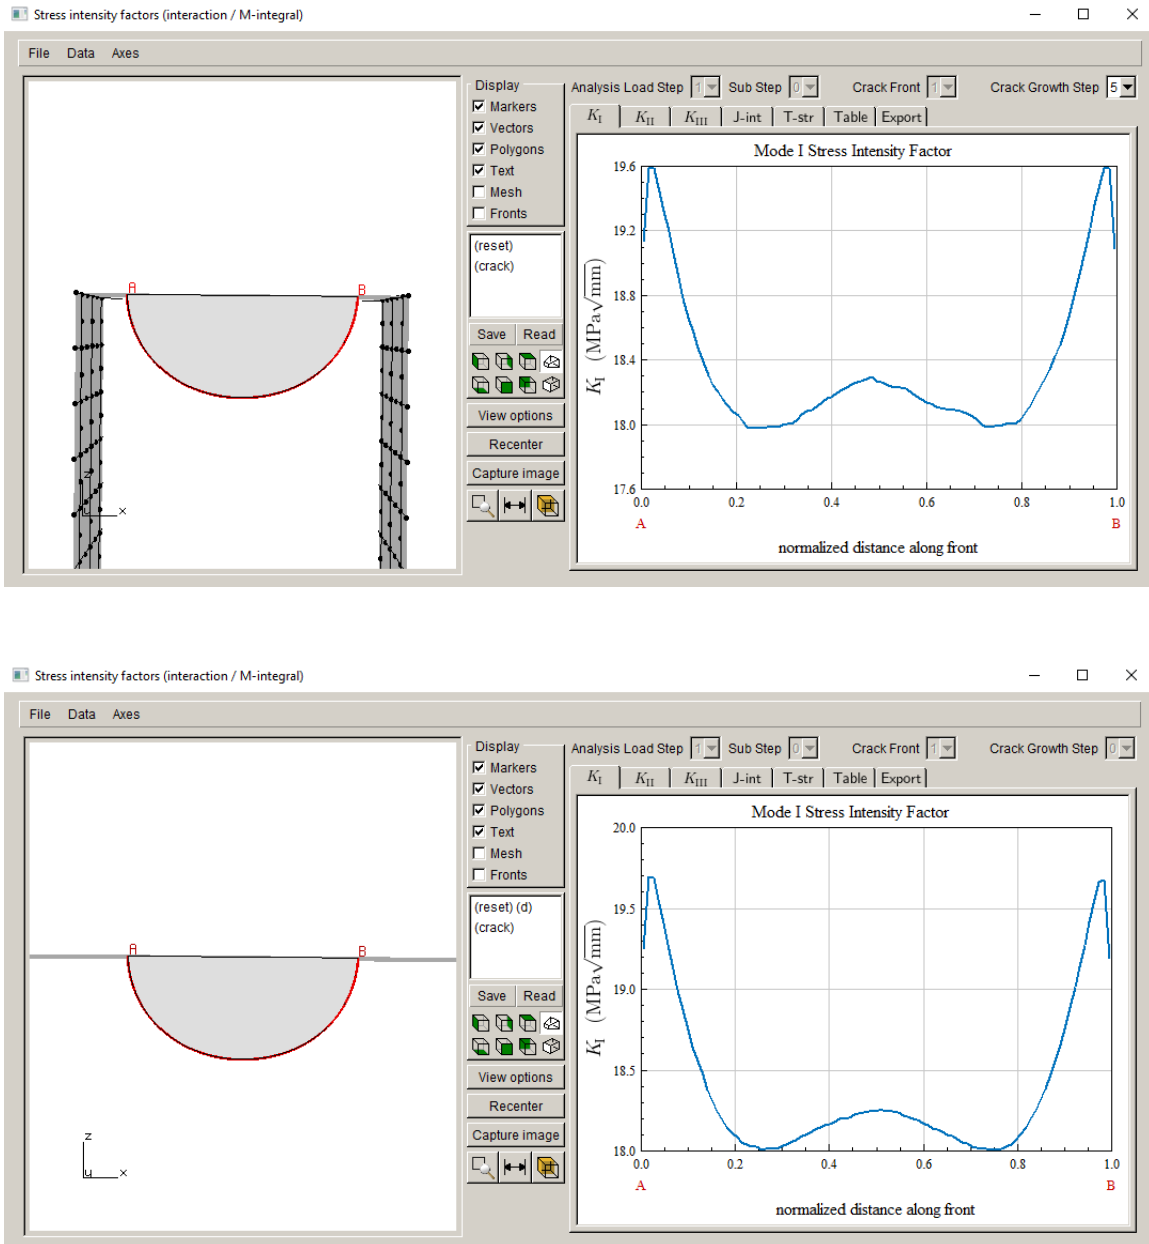 Stress intensity factors (interaction / M-integral)
File Data Axes
A B
z
y x
Display
Markers
Vectors
Polygons
Text
Mesh
Fronts
(reset)
(crack)
Save Read
View options
Recenter
Capture image
Analysis Load Step 1 Sub Step 0 Crack Front 1 Crack Growth Step 5
KI KII KIII J-int T-str Table Export
Mode I Stress Intensity Factor
19.6
19.2
18.8
18.4
18.0
17.6
KI (MPa√mm)
0.0 0.2 0.4 0.6 0.8 1.0
A B
normalized distance along front
Stress intensity factors (interaction / M-integral)
File Data Axes
A B
z
y x
Display
Markers
Vectors
Polygons
Text
Mesh
Fronts
(reset) (d)
(crack)
Save Read
View options
Recenter
Capture image
Analysis Load Step 1 Sub Step 0 Crack Front 1 Crack Growth Step 0
KI KII KIII J-int T-str Table Export
Mode I Stress Intensity Factor
20.0
19.5
19.0
18.5
18.0
KI (MPa√mm)
0.0 0.2 0.4 0.6 0.8 1.0
A B
normalized distance along front